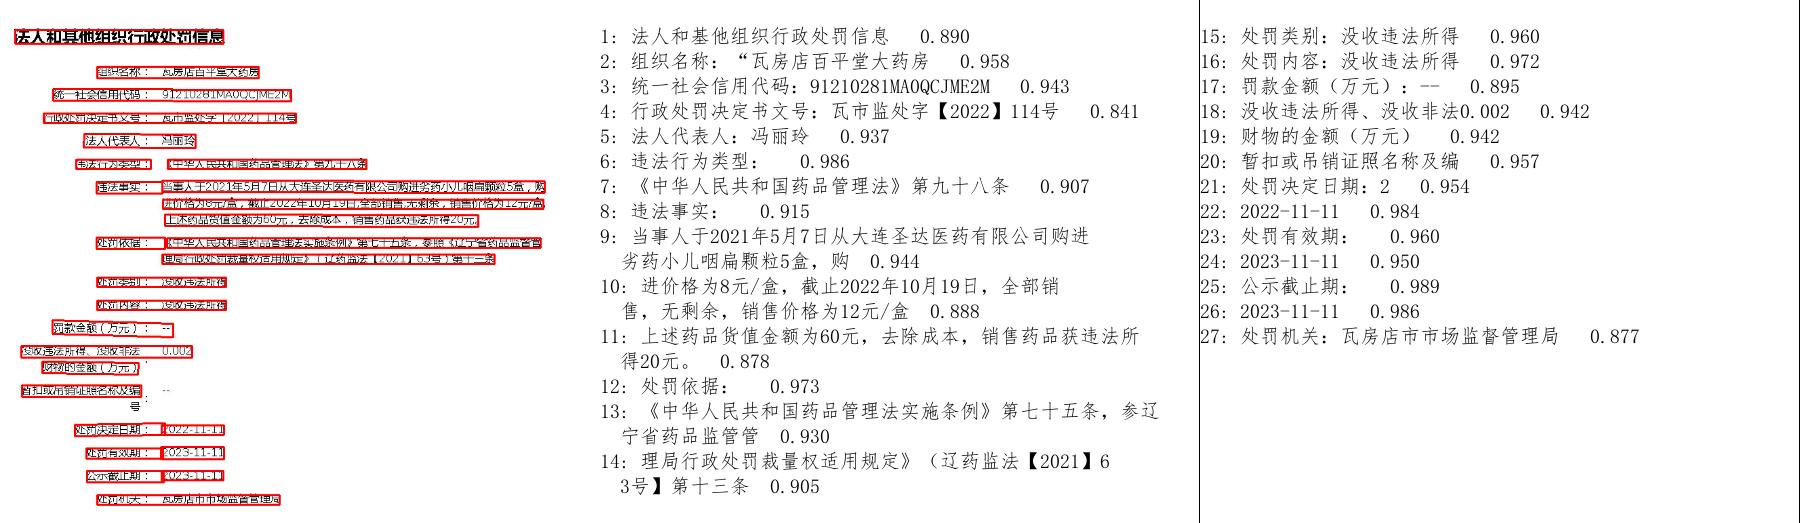 法人和其他组织行政处罚信息
组织名称： 瓦房店百平堂大药房
统一社会信用代码： 91210281MA0QCJME2M
行政处罚决定书文号： 瓦市监处字【2022】114号
法人代表人： 冯丽玲
违法行为类型： 《中华人民共和国药品管理法》第九十八条
违法事实： 当事人于2021年5月7日从大连圣达医药有限公司购进劣药小儿咽扁颗粒5盒，购
进价格为8元/盒，截止2022年10月19日,全部销售,无剩余，销售价格为12元/盒,
上述药品货值金额为60元，去除成本，销售药品获违法所得20元。
处罚依据： 《中华人民共和国药品管理法实施条例》第七十五条，参照《辽宁省药品监督管
理局行政处罚裁量权适用规定》（辽药监法【2021】63号）第十三条
处罚类别： 没收违法所得
处罚内容： 没收违法所得
罚款金额（万元）： --
没收违法所得、没收非法 0.002
财物的金额（万元） ：
暂扣或吊销证照名称及编 --
号 ：
处罚决定日期： 2022-11-11
处罚有效期： 2023-11-11
公示截止期： 2023-11-11
处罚机关： 瓦房店市市场监督管理局
1: 法人和基他组织行政处罚信息 0.890
2: 组织名称：“瓦房店百平堂大药房 0.958
3: 统一社会信用代码：91210281MA0QCJME2M 0.943
4: 行政处罚决定书文号：瓦市监处字【2022】114号 0.841
5: 法人代表人：冯丽玲 0.937
6: 违法行为类型： 0.986
7: 《中华人民共和国药品管理法》第九十八条 0.907
8: 违法事实： 0.915
9: 当事人于2021年5月7日从大连圣达医药有限公司购进
劣药小儿咽扁颗粒5盒，购 0.944
10: 进价格为8元/盒，截止2022年10月19日，全部销
售，无剩余，销售价格为12元/盒 0.888
11: 上述药品货值金额为60元，去除成本，销售药品获违法所
得20元。 0.878
12: 处罚依据： 0.973
13: 《中华人民共和国药品管理法实施条例》第七十五条，参辽
宁省药品监管管 0.930
14: 理局行政处罚裁量权适用规定》（辽药监法【2021】6
3号】第十三条 0.905
15: 处罚类别：没收违法所得 0.960
16: 处罚内容：没收违法所得 0.972
17: 罚款金额（万元）：-- 0.895
18: 没收违法所得、没收非法0.002 0.942
19: 财物的金额（万元） 0.942
20: 暂扣或吊销证照名称及编 0.957
21: 处罚决定日期：2 0.954
22: 2022-11-11 0.984
23: 处罚有效期： 0.960
24: 2023-11-11 0.950
25: 公示截止期： 0.989
26: 2023-11-11 0.986
27: 处罚机关：瓦房店市市场监督管理局 0.877